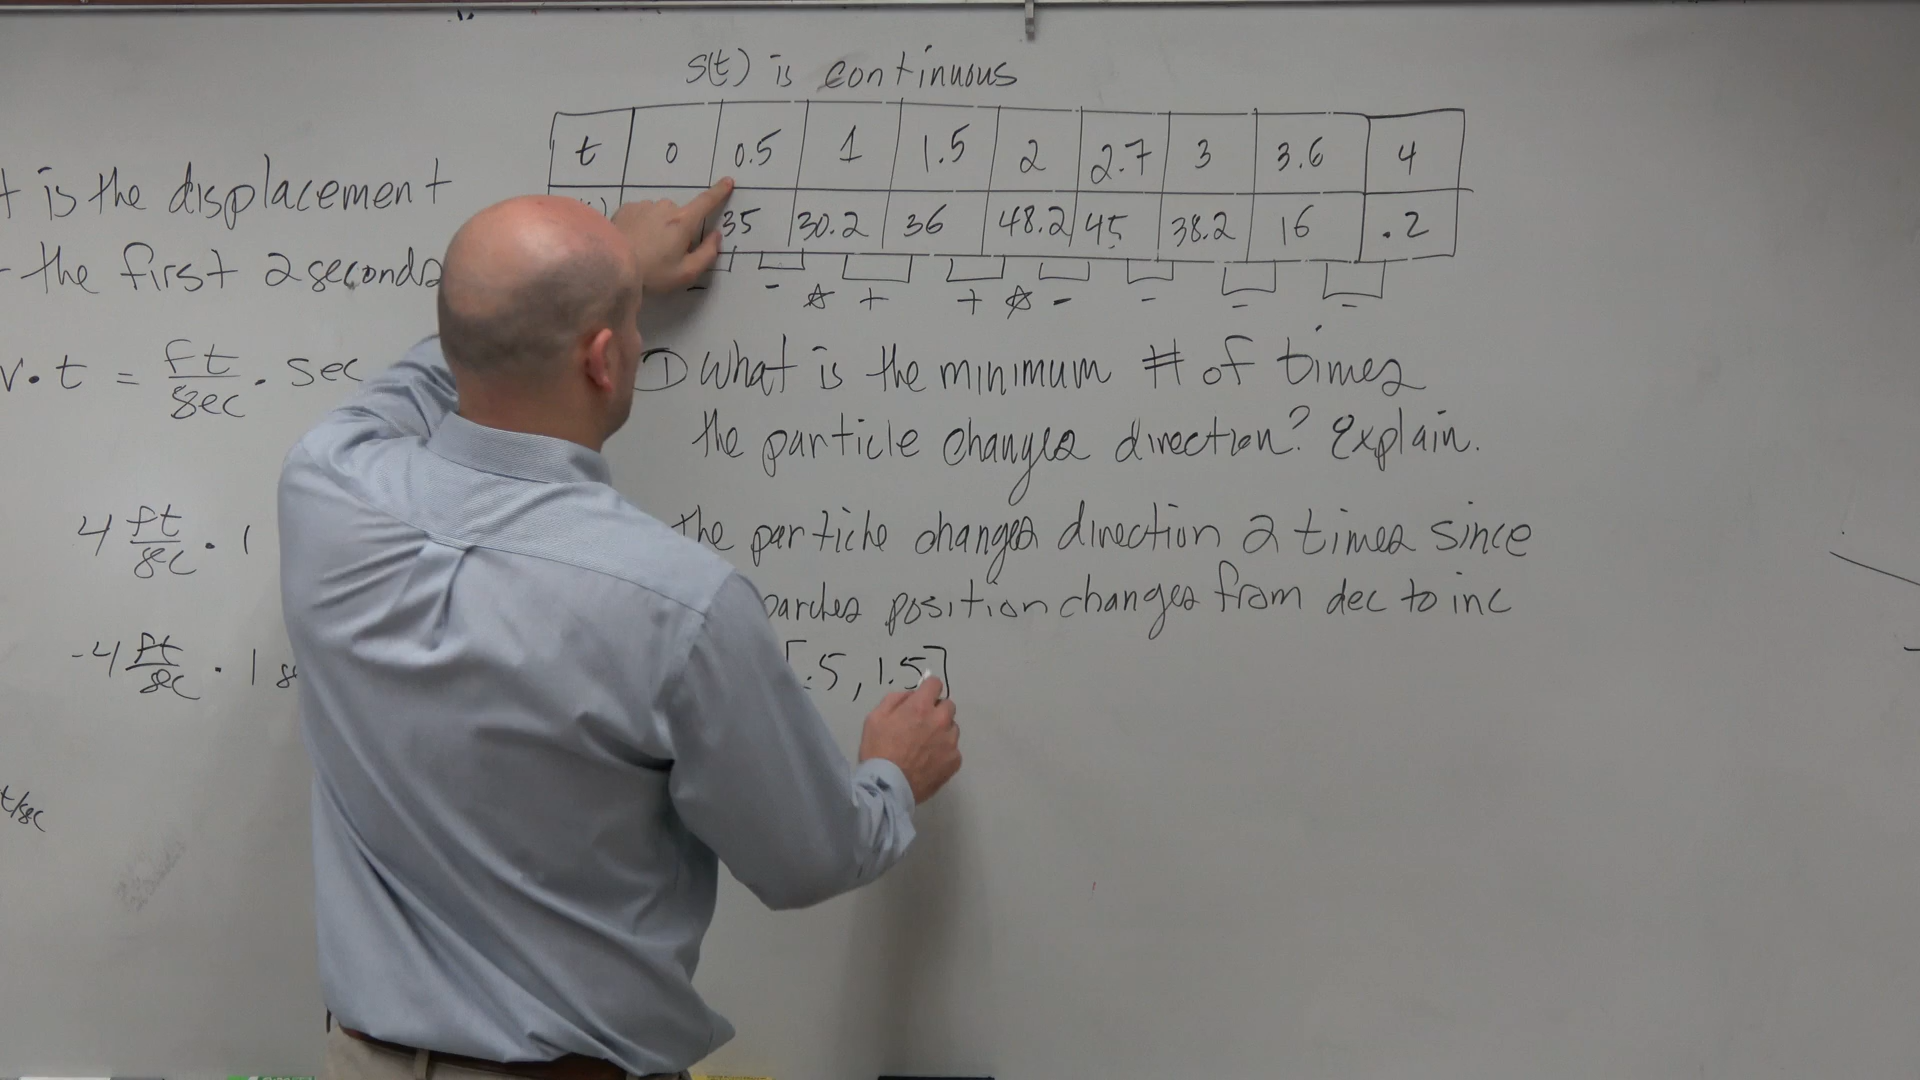 s(t) is continuous
t 0 0.5 1 1.5 2 2.7 3 3.6 4
35 30.2 36 48.2 45 38.2 16 .2
- - ☆ + + ☆ - - - -
t is the displacement
the first 2 seconds
v · t = ft/sec · sec
4 ft/sec · 1
-4 ft/sec · 1 s
t/sec
① What is the minimum # of times
the particle changes direction? Explain.
the particle changes direction 2 times since
position changes from dec to inc
[.5, 1.5]